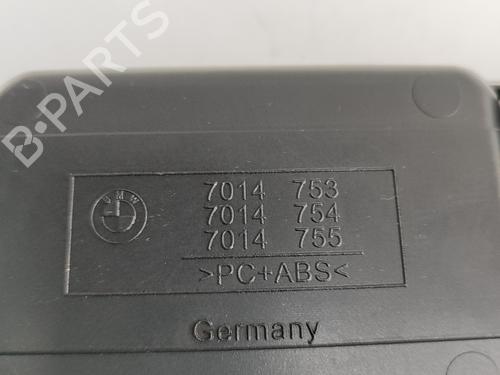 B-PARTS
BMW
7014 753
7014 754
7014 755
>PC+ABS<
Germany